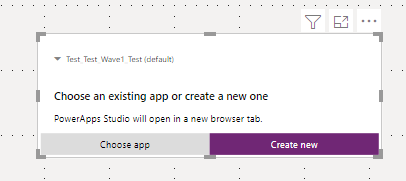 Test_Test_Wave1_Test (default)
Choose an existing app or create a new one
PowerApps Studio will open in a new browser tab.
Choose app
Create new